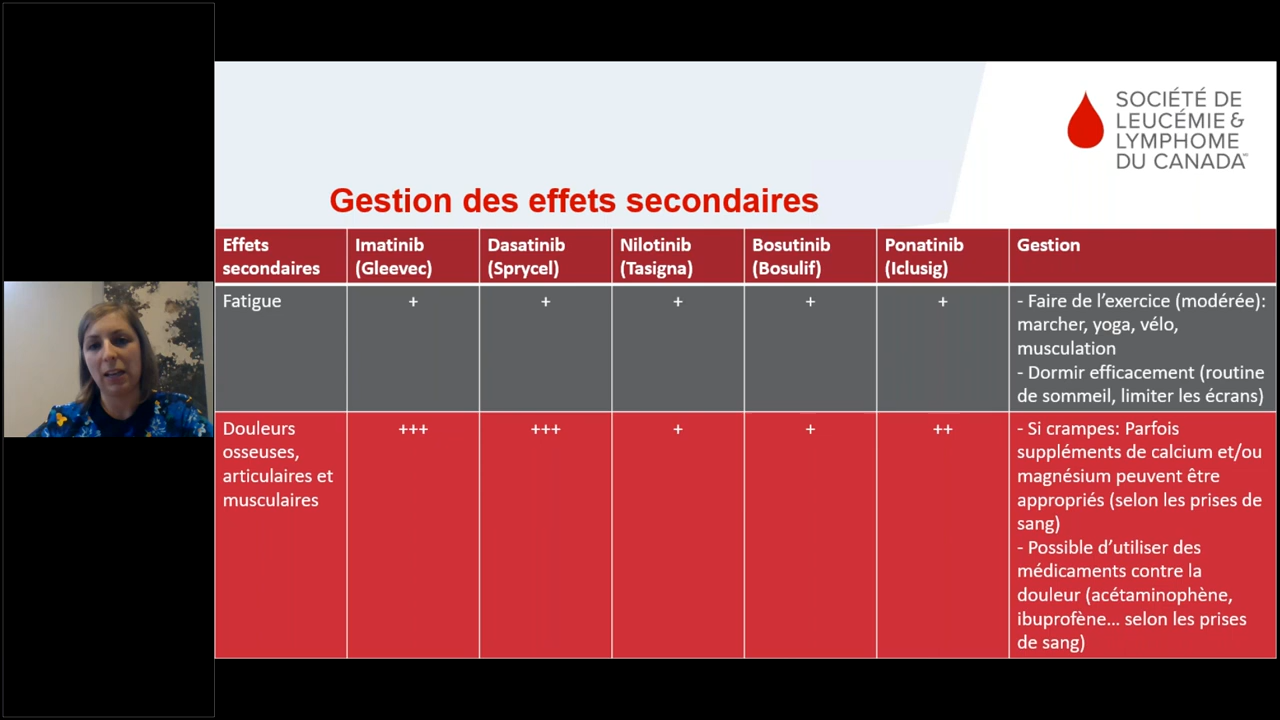 SOCIÉTÉ DE
LEUCÉMIE &
LYMPHOME
DU CANADA
Gestion des effets secondaires
Effets
secondaires
Imatinib
(Gleevec)
Dasatinib
(Sprycel)
Nilotinib
(Tasigna)
Bosutinib
(Bosulif)
Ponatinib
(Iclusig)
Gestion
Fatigue
+
+
+
+
+
- Faire de l’exercice (modérée):
marcher, yoga, vélo,
musculation
- Dormir efficacement (routine
de sommeil, limiter les écrans)
Douleurs
osseuses,
articulaires et
musculaires
+++
+++
+
+
++
- Si crampes: Parfois
suppléments de calcium et/ou
magnésium peuvent être
appropriés (selon les prises de
sang)
- Possible d’utiliser des
médicaments contre la
douleur (acétaminophène,
ibuprofène... selon les prises
de sang)